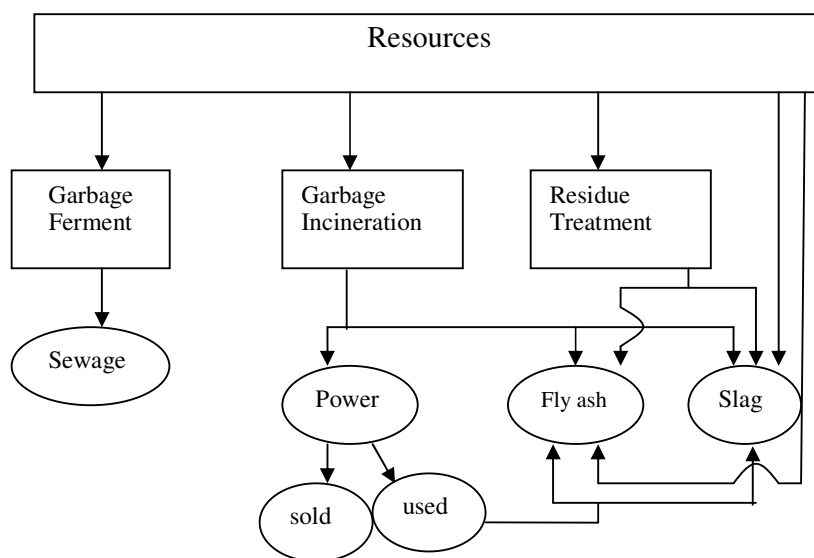 Resources
Garbage
Ferment
Garbage
Incineration
Residue
Treatment
Sewage
Power
Fly ash
Slag
sold
used